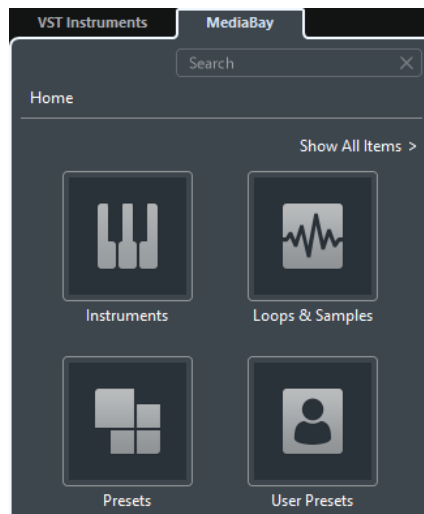 VST Instruments MediaBay
Search
Home
Show All Items >
Instruments Loops & Samples
Presets User Presets